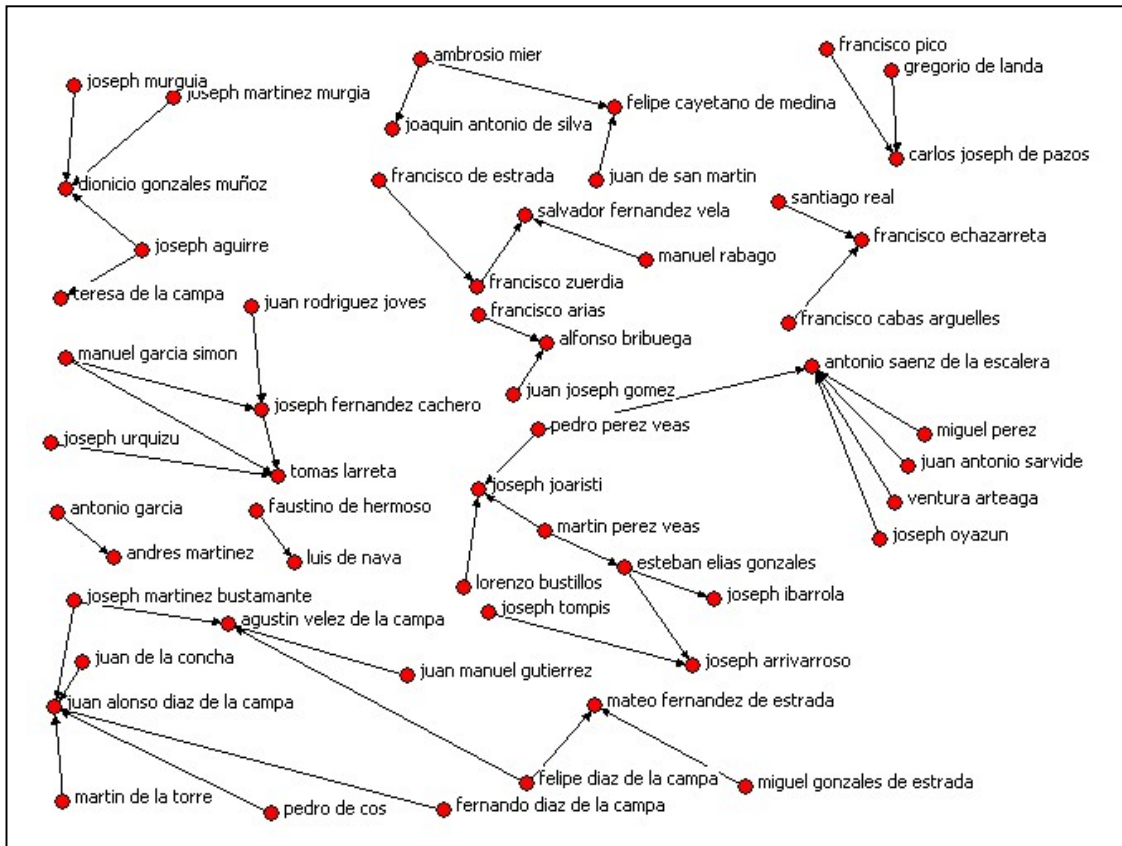 ambrosio mier
francisco pico
gregorio de landa
joseph murguia
joseph martinez murgia
felipe cayetano de medina
joaquin antonio de silva
carlos joseph de pazos
dionicio gonzales muñoz
francisco de estrada
juan de san martin
santiago real
salvador fernandez vela
francisco echazarreta
joseph aguirre
manuel rabago
francisco zuerdia
teresa de la campa
juan rodriguez joves
francisco arias
francisco cabas arguelles
alfonso bribuega
manuel garcia simon
antonio saenz de la escalera
juan joseph gomez
joseph fernandez cachero
pedro perez veas
miguel perez
joseph urquizu
juan antonio sarvide
tomas larreta
joseph joaristi
ventura arteaga
antonio garcia
faustino de hermoso
martin perez veas
joseph oyazun
andres martinez
luis de nava
esteban elias gonzales
lorenzo bustillos
joseph ibarrola
joseph martinez bustamante
joseph tompis
agustin velez de la campa
juan de la concha
juan manuel gutierrez
joseph arrivarroso
juan alonso diaz de la campa
mateo fernandez de estrada
felipe diaz de la campa
miguel gonzales de estrada
martin de la torre
pedro de cos
fernando diaz de la campa